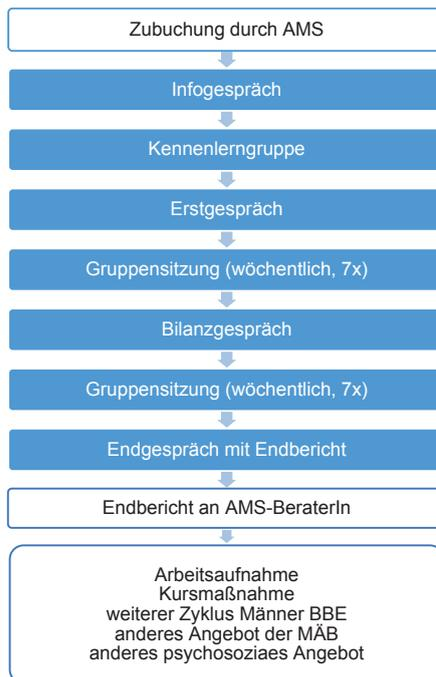 Zubuchung durch AMS
Infogespräch
Kennenlerngruppe
Erstgespräch
Gruppensitzung (wöchentlich, 7x)
Bilanzgespräch
Gruppensitzung (wöchentlich, 7x)
Endgespräch mit Endbericht
Endbericht an AMS-BeraterIn
Arbeitsaufnahme
Kursmaßnahme
weiterer Zyklus Männer BBE
anderes Angebot der MÄB
anderes psychosoziaes Angebot